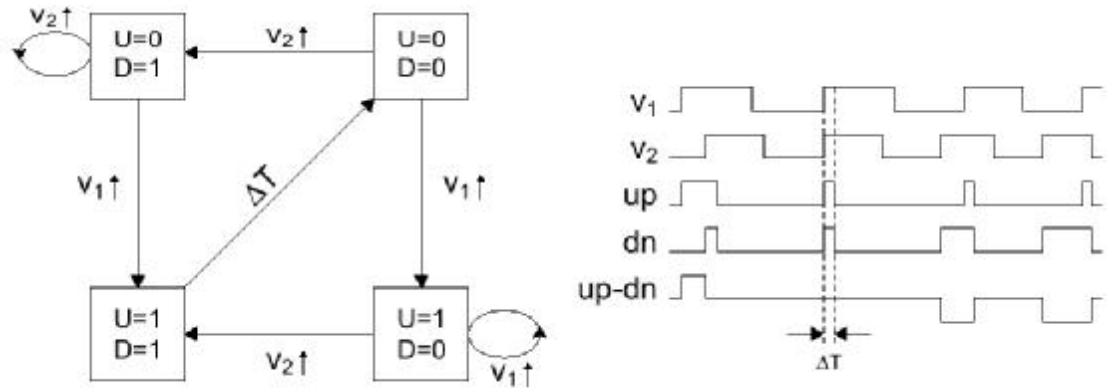 v₂↑
U=0
D=1
v₂↑
U=0
D=0
v₁↑
ΔT
v₁↑
U=1
D=1
v₂↑
U=1
D=0
v₁↑
v₁
v₂
up
dn
up-dn
ΔT